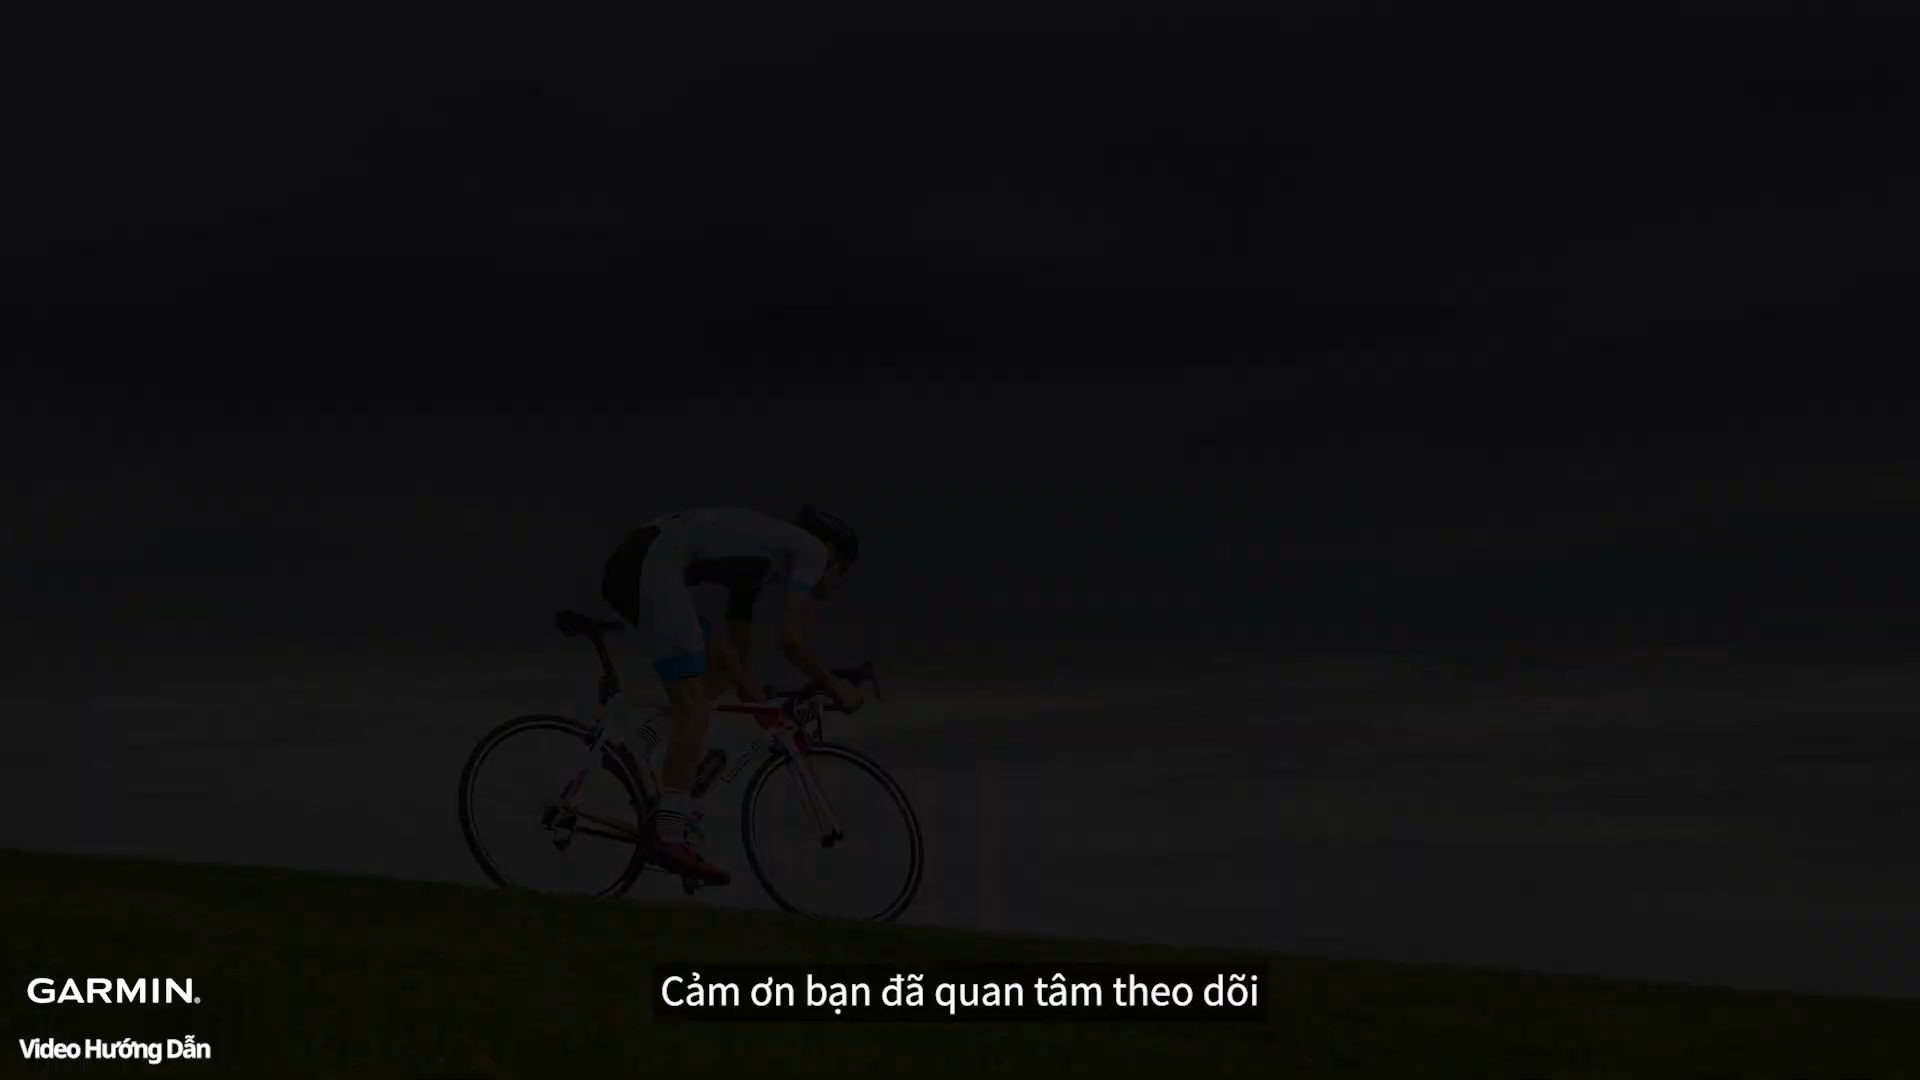 GARMIN.
Cảm ơn bạn đã quan tâm theo dõi
Video Hướng Dẫn